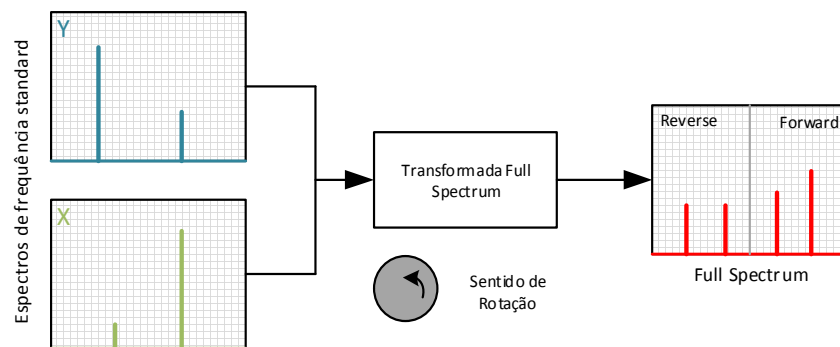 Espectros de frequência standard
Y
X
Transformada Full
Spectrum
Sentido de
Rotação
Reverse
Forward
Full Spectrum